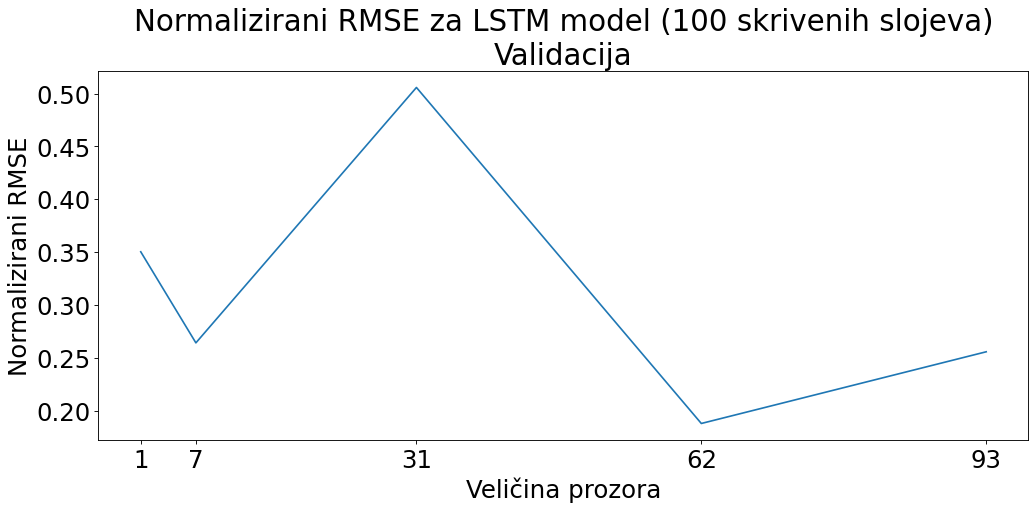 Normalizirani RMSE za LSTM model (100 skrivenih slojeva)
Validacija
Normalizirani RMSE
0.50
0.45
0.40
0.35
0.30
0.25
0.20
1 7 31 62 93
Veličina prozora